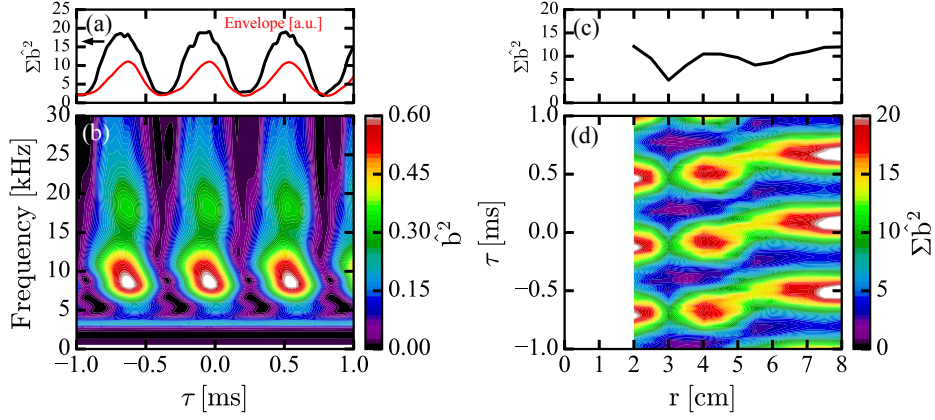 (a)
Envelope [a.u.]
Σb̂²
25
20
15
10
5
0
(b)
Frequency [kHz]
30
25
20
15
10
5
0
−1.0 −0.5 0.0 0.5 1.0
τ [ms]
0.60
0.45
0.30
0.15
0.00
b̂²
(c)
Σb̂²
20
15
10
5
0
(d)
τ [ms]
1.0
0.5
0.0
−0.5
−1.0
0 1 2 3 4 5 6 7 8
r [cm]
20
10
0
Σb̂²